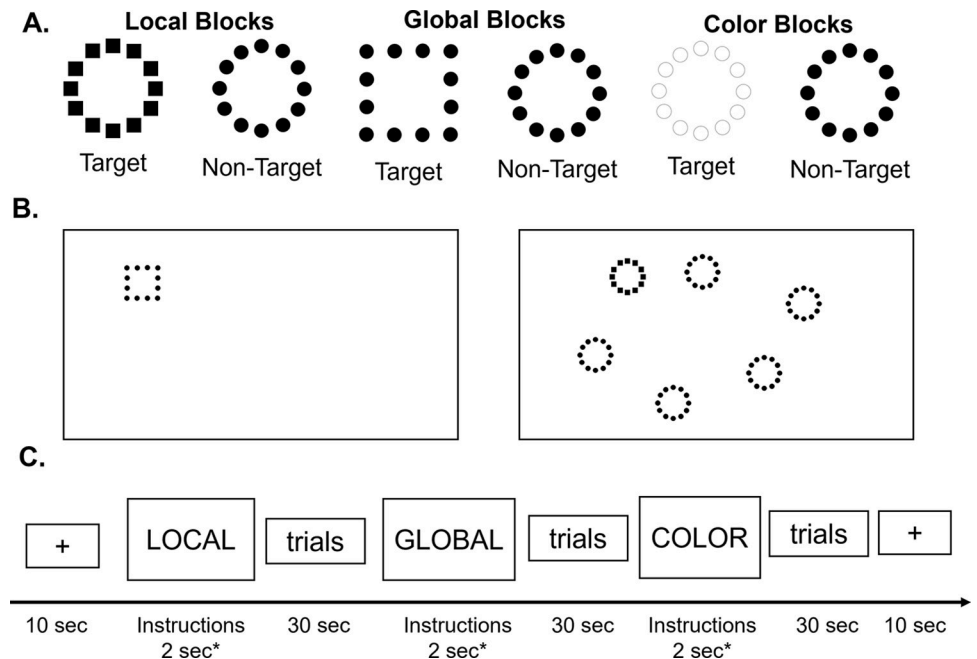 A.
Local Blocks Global Blocks Color Blocks
Target Non-Target Target Non-Target Target Non-Target
B.
C.
+ LOCAL trials GLOBAL trials COLOR trials +
10 sec Instructions 30 sec Instructions 30 sec Instructions 30 sec 10 sec
2 sec* 2 sec* 2 sec*